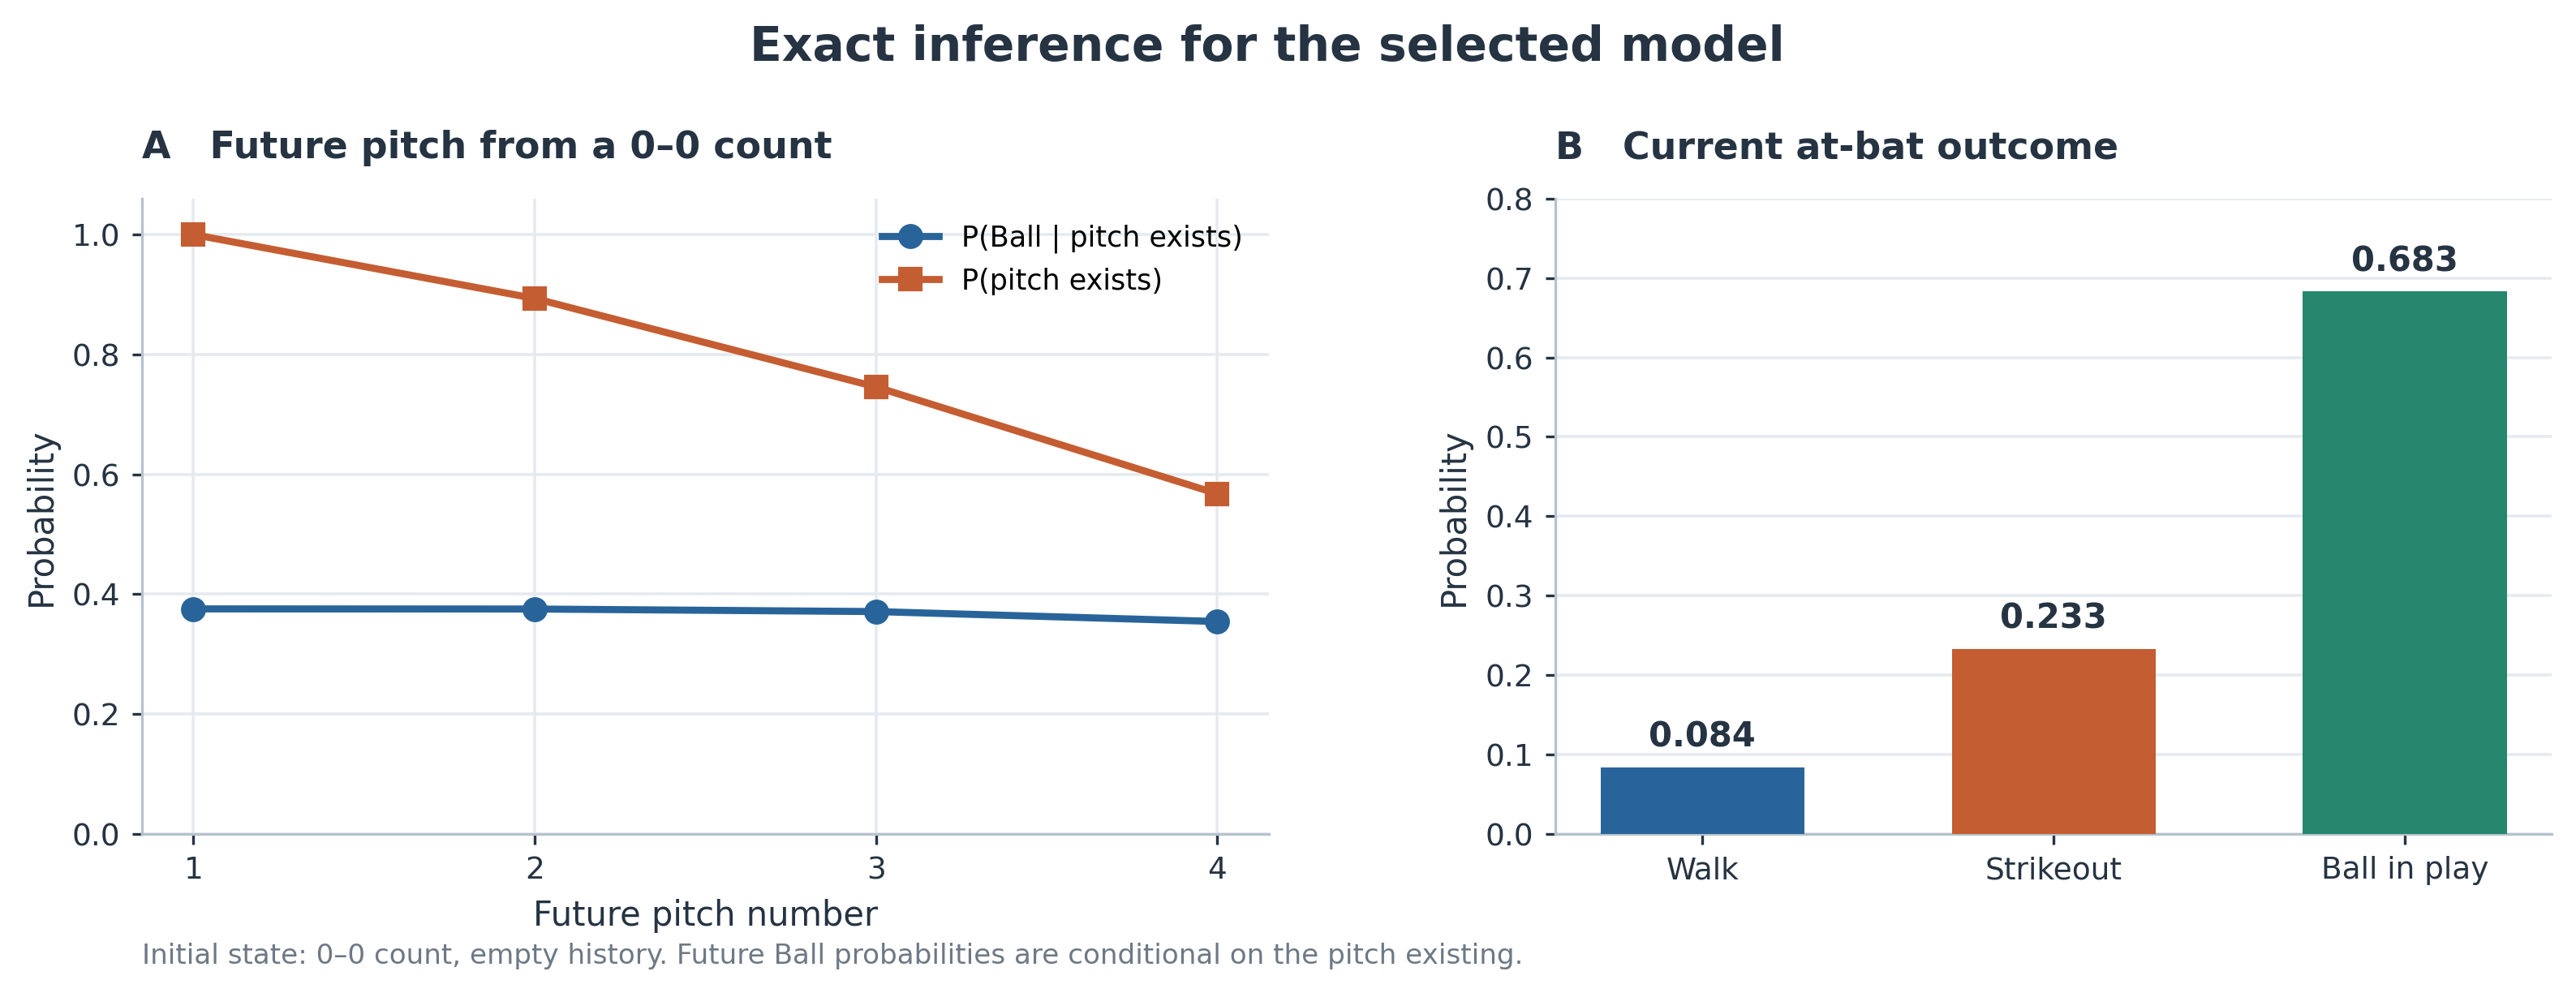 Exact inference for the selected model
A Future pitch from a 0–0 count
1.0
0.8
0.6
0.4
0.2
0.0
Probability
P(Ball | pitch exists)
P(pitch exists)
1 2 3 4
Future pitch number
B Current at-bat outcome
0.8
0.7
0.6
0.5
0.4
0.3
0.2
0.1
0.0
Probability
0.084
0.233
0.683
Walk Strikeout Ball in play
Initial state: 0–0 count, empty history. Future Ball probabilities are conditional on the pitch existing.